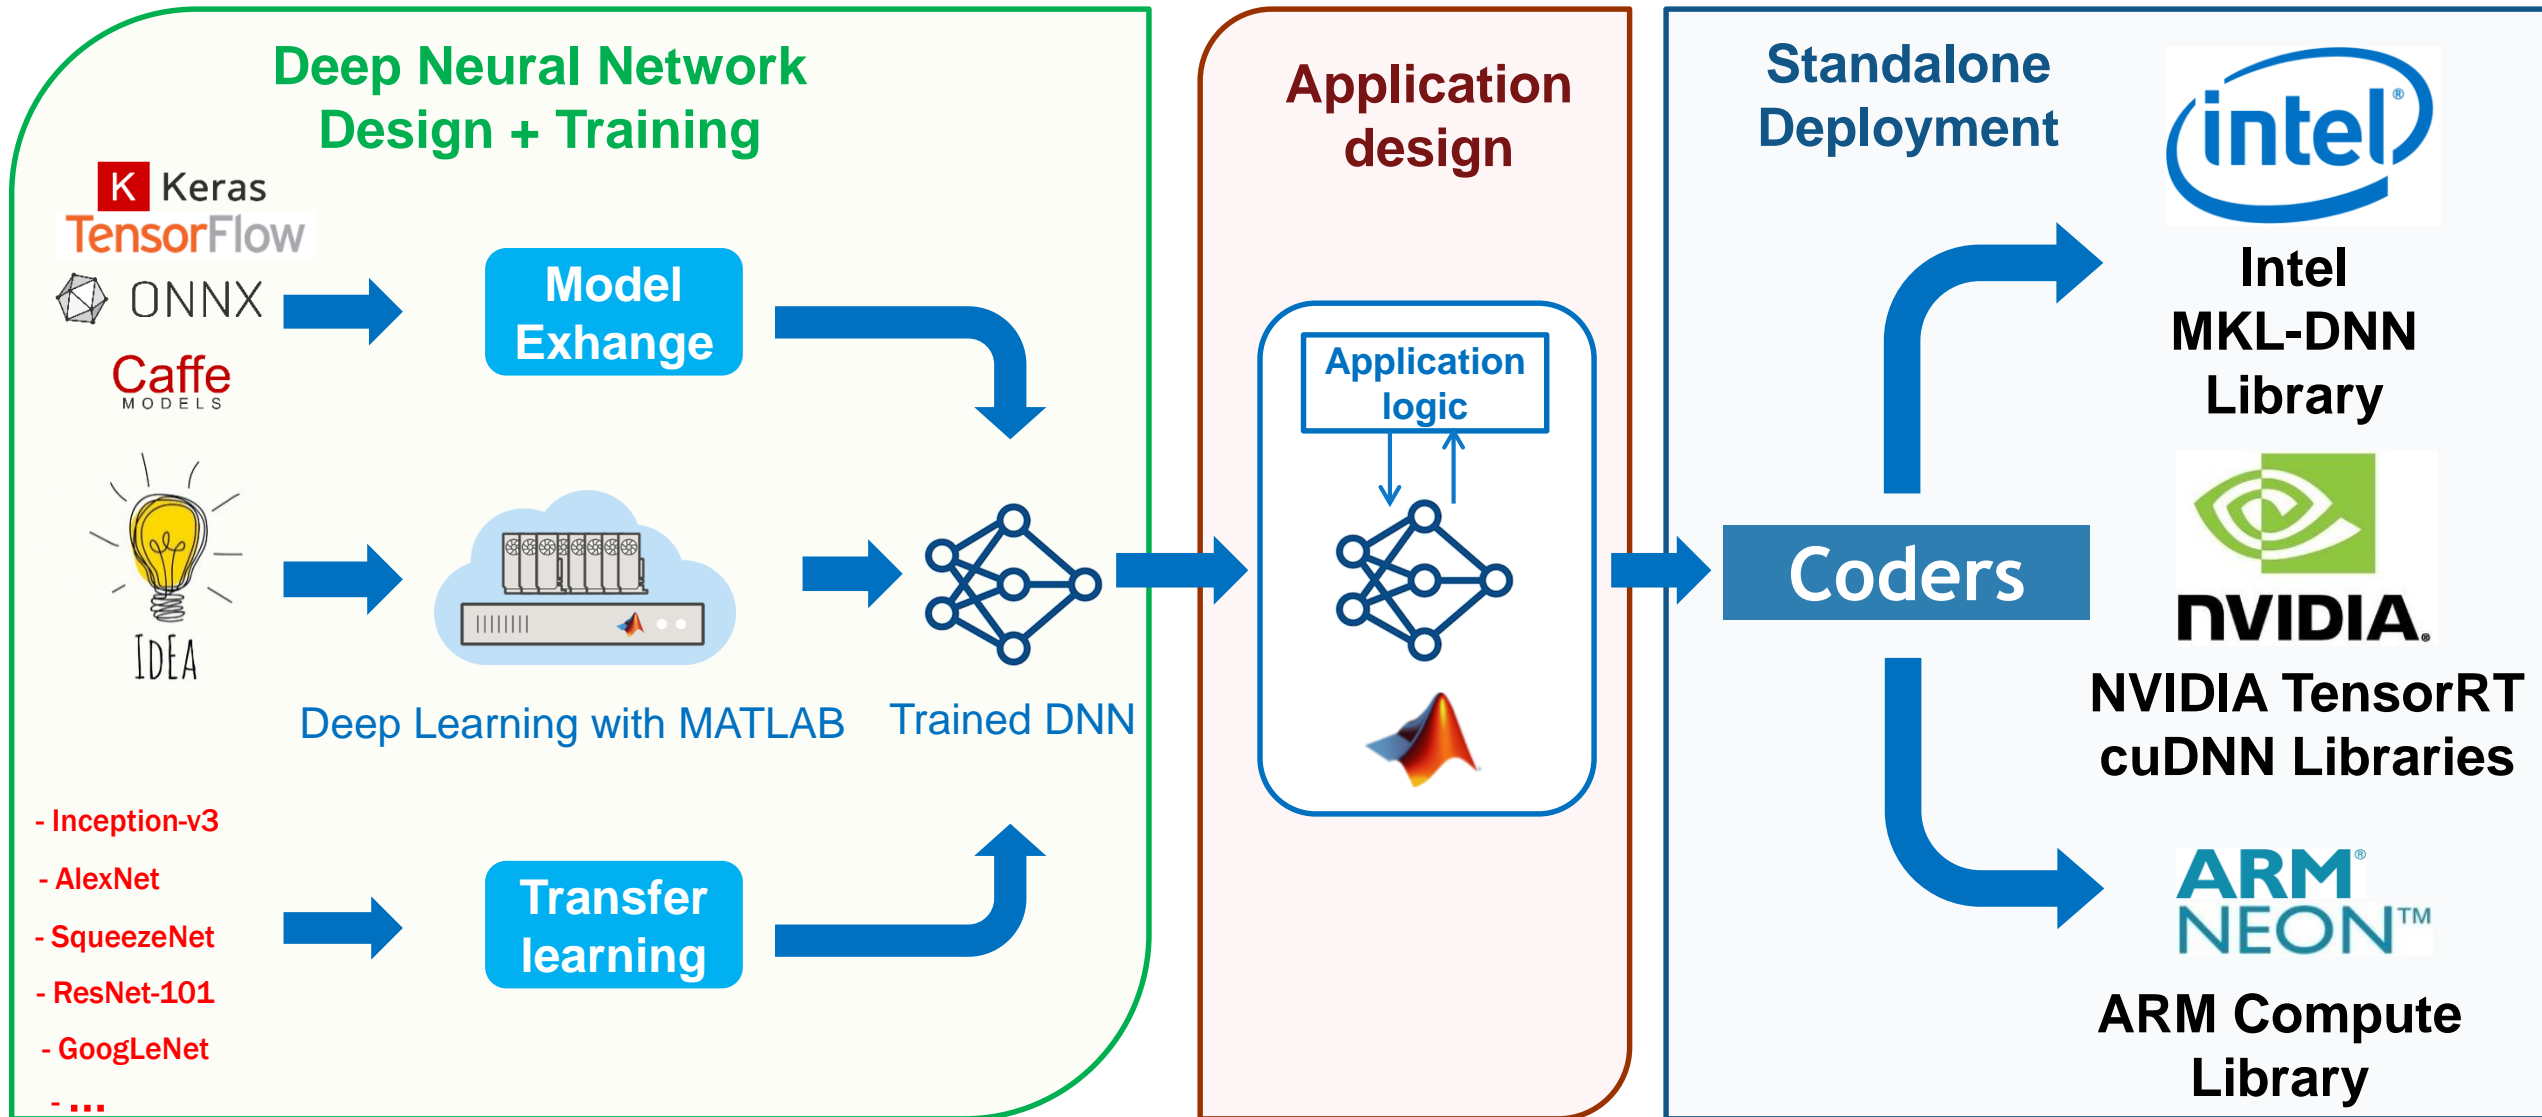 Deep Neural Network
Design + Training
K Keras
TensorFlow
ONNX
Caffe
MODELS
Model
Exhange
IDEA
Deep Learning with MATLAB
Trained DNN
- Inception-v3
- AlexNet
- SqueezeNet
- ResNet-101
- GoogLeNet
- ...
Transfer
learning
Application
design
Application
logic
Standalone
Deployment
Coders
intel®
Intel
MKL-DNN
Library
NVIDIA.
NVIDIA TensorRT
cuDNN Libraries
ARM®
NEON™
ARM Compute
Library